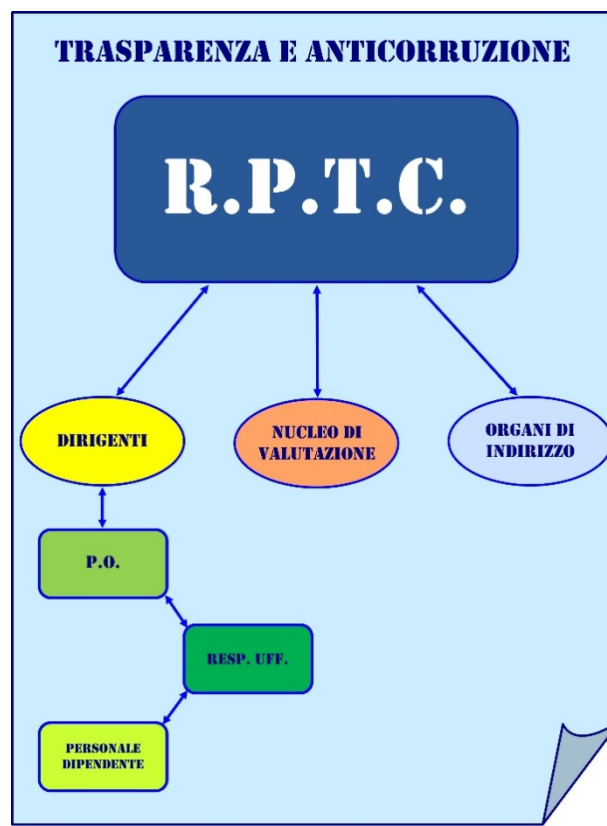 TRASPARENZA E ANTICORRUZIONE
R.P.T.C.
DIRIGENTI
NUCLEO DI
VALUTAZIONE
ORGANI DI
INDIRIZZO
P.O.
RESP. UFF.
PERSONALE
DIPENDENTE